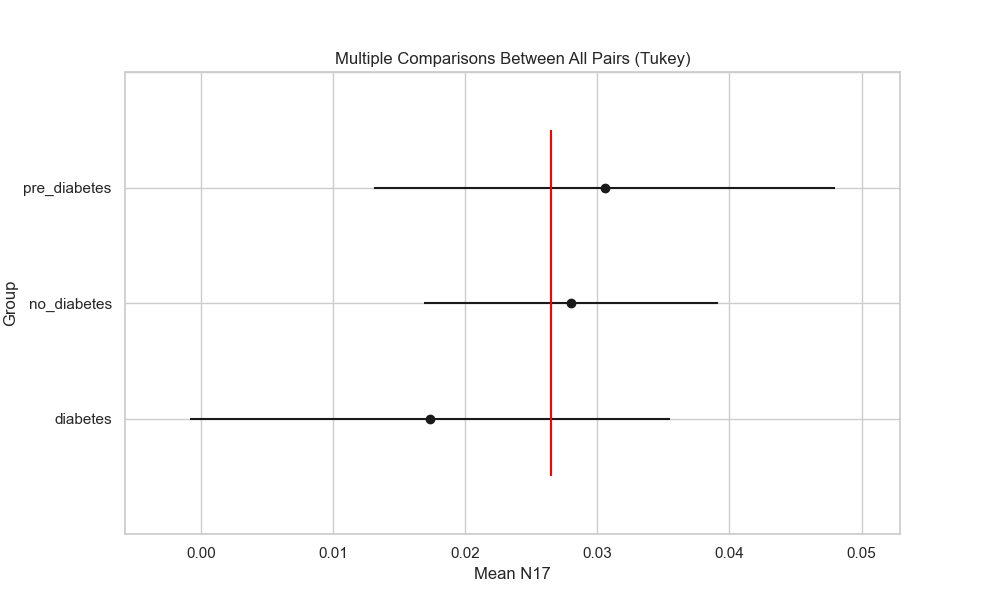 Multiple Comparisons Between All Pairs (Tukey)
pre_diabetes
no_diabetes
diabetes
Group
0.00 0.01 0.02 0.03 0.04 0.05
Mean N17